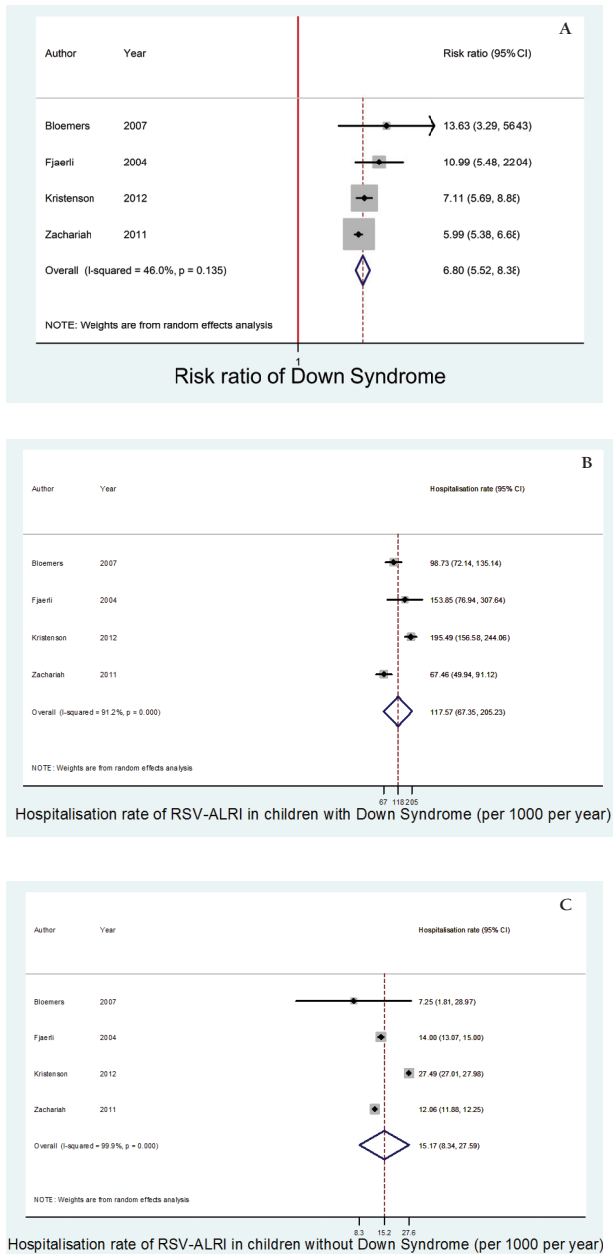 A
Author Year Risk ratio (95% CI)
Bloemers 2007 13.63 (3.29, 5643)
Fjaerli 2004 10.99 (5.48, 2204)
Kristenson 2012 7.11 (5.69, 8.88)
Zachariah 2011 5.99 (5.38, 6.68)
Overall (I-squared = 46.0%, p = 0.135) 6.80 (5.52, 8.38)
NOTE: Weights are from random effects analysis
1
Risk ratio of Down Syndrome
B
Author Year Hospitalisation rate (95% CI)
Bloemers 2007 98.73 (72.14, 135.14)
Fjaerli 2004 153.85 (76.94, 307.64)
Kristenson 2012 195.49 (156.58, 244.06)
Zachariah 2011 67.46 (49.94, 91.12)
Overall (I-squared = 91.2%, p = 0.000) 117.57 (67.35, 205.23)
NOTE : Weights are from random effects analysis
67 118 205
Hospitalisation rate of RSV-ALRI in children with Down Syndrome (per 1000 per year)
C
Author Year Hospitalisation rate (95% CI)
Bloemers 2007 7.25 (1.81, 28.97)
Fjaerli 2004 14.00 (13.07, 15.00)
Kristenson 2012 27.49 (27.01, 27.98)
Zachariah 2011 12.06 (11.88, 12.25)
Overall (I-squared = 99.9%, p = 0.000) 15.17 (8.34, 27.59)
NOTE : Weights are from random effects analysis
8.3 15.2 27.6
Hospitalisation rate of RSV-ALRI in children without Down Syndrome (per 1000 per year)